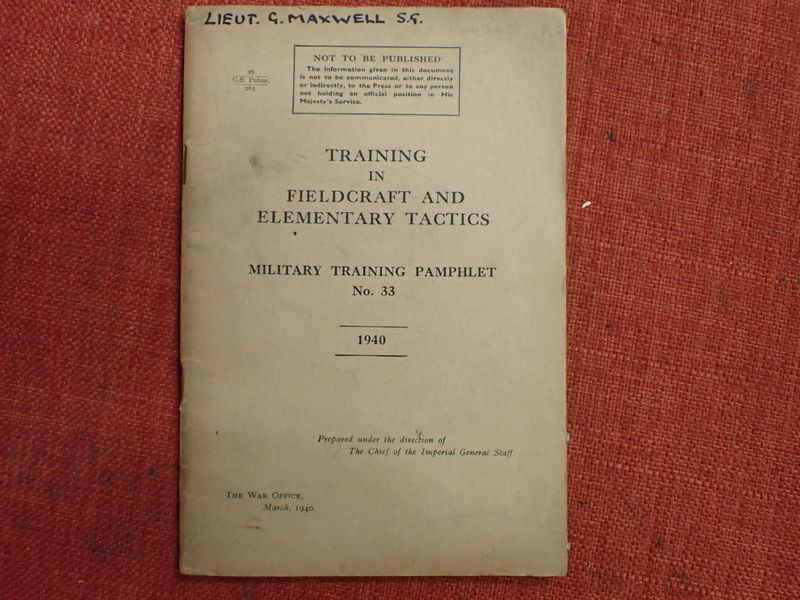 LIEUT. G. MAXWELL S.G.
NOT TO BE PUBLISHED
The information given in this document
is not to be communicated, either directly
or indirectly, to the Press or to any person
not holding an official position in His
Majesty's Service.
26
G.S. Publns.
265
TRAINING
IN
FIELDCRAFT AND
ELEMENTARY TACTICS
MILITARY TRAINING PAMPHLET
No. 33
1940
Prepared under the direction of
The Chief of the Imperial General Staff
THE WAR OFFICE,
March, 1940